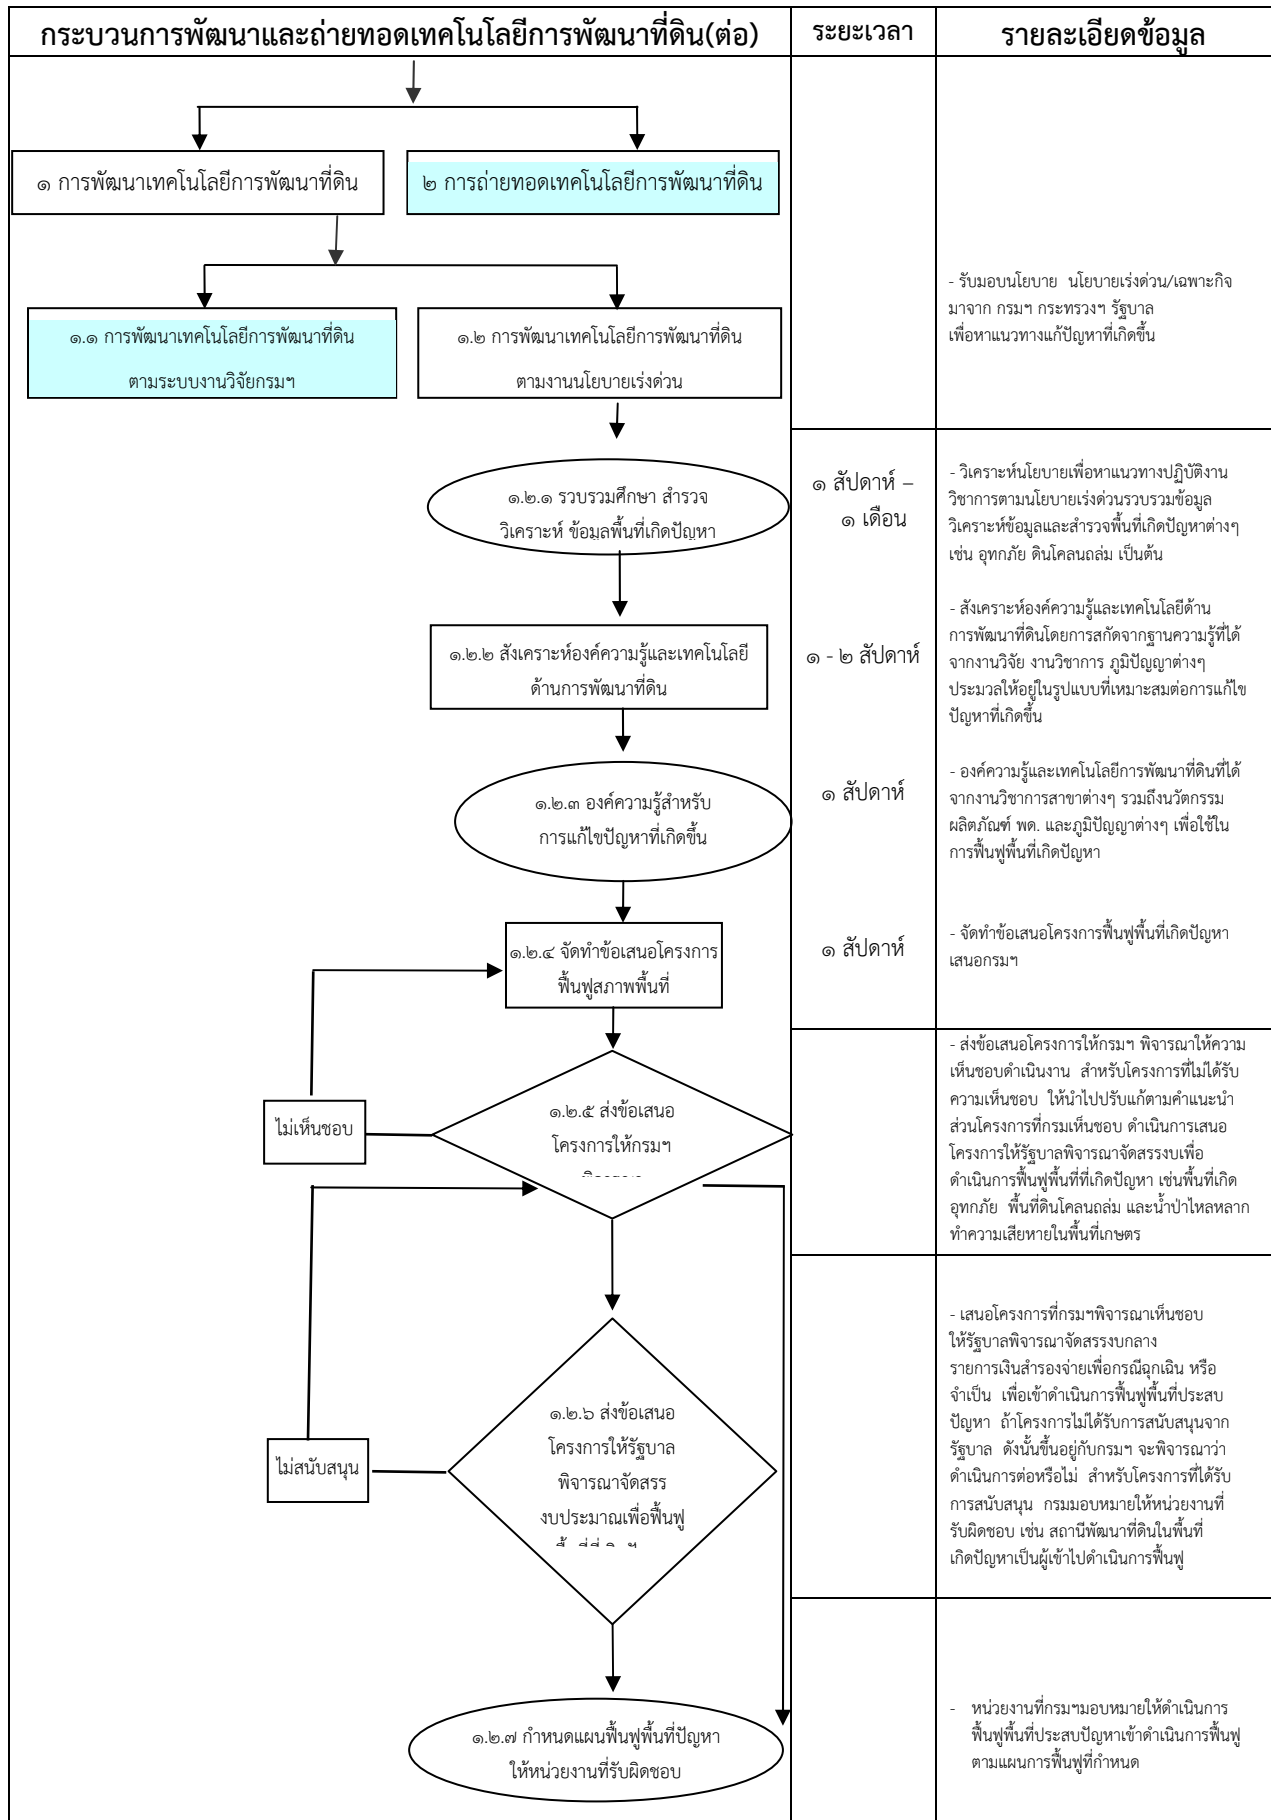 กระบวนการพัฒนาและถ่ายทอดเทคโนโลยีการพัฒนาที่ดิน(ต่อ)
ระยะเวลา
รายละเอียดข้อมูล
๑ การพัฒนาเทคโนโลยีการพัฒนาที่ดิน
๒ การถ่ายทอดเทคโนโลยีการพัฒนาที่ดิน
๑.๑ การพัฒนาเทคโนโลยีการพัฒนาที่ดิน
ตามระบบงานวิจัยกรมฯ
๑.๒ การพัฒนาเทคโนโลยีการพัฒนาที่ดิน
ตามงานนโยบายเร่งด่วน
- รับมอบนโยบาย นโยบายเร่งด่วน/เฉพาะกิจ
มาจาก กรมฯ กระทรวงฯ รัฐบาล
เพื่อหาแนวทางแก้ปัญหาที่เกิดขึ้น
๑.๒.๑ รวบรวมศึกษา สำรวจ
วิเคราะห์ ข้อมูลพื้นที่เกิดปัญหา
๑ สัปดาห์ –
๑ เดือน
- วิเคราะห์นโยบายเพื่อหาแนวทางปฏิบัติงาน
วิชาการตามนโยบายเร่งด่วนรวบรวมข้อมูล
วิเคราะห์ข้อมูลและสำรวจพื้นที่เกิดปัญหาต่างๆ
เช่น อุทกภัย ดินโคลนถล่ม เป็นต้น
๑.๒.๒ สังเคราะห์องค์ความรู้และเทคโนโลยี
ด้านการพัฒนาที่ดิน
๑ - ๒ สัปดาห์
- สังเคราะห์องค์ความรู้และเทคโนโลยีด้าน
การพัฒนาที่ดินโดยการสกัดจากฐานความรู้ที่ได้
จากงานวิจัย งานวิชาการ ภูมิปัญญาต่างๆ
ประมวลให้อยู่ในรูปแบบที่เหมาะสมต่อการแก้ไข
ปัญหาที่เกิดขึ้น
๑.๒.๓ องค์ความรู้สำหรับ
การแก้ไขปัญหาที่เกิดขึ้น
๑ สัปดาห์
- องค์ความรู้และเทคโนโลยีการพัฒนาที่ดินที่ได้
จากงานวิชาการสาขาต่างๆ รวมถึงนวัตกรรม
ผลิตภัณฑ์ พด. และภูมิปัญญาต่างๆ เพื่อใช้ใน
การฟื้นฟูพื้นที่เกิดปัญหา
๑.๒.๔ จัดทำข้อเสนอโครงการ
ฟื้นฟูสภาพพื้นที่
๑ สัปดาห์
- จัดทำข้อเสนอโครงการฟื้นฟูพื้นที่เกิดปัญหา
เสนอกรมฯ
ไม่เห็นชอบ
๑.๒.๕ ส่งข้อเสนอ
โครงการให้กรมฯ
- ส่งข้อเสนอโครงการให้กรมฯ พิจารณาให้ความ
เห็นชอบดำเนินงาน สำหรับโครงการที่ไม่ได้รับ
ความเห็นชอบ ให้นำไปปรับแก้ตามคำแนะนำ
ส่วนโครงการที่กรมเห็นชอบ ดำเนินการเสนอ
โครงการให้รัฐบาลพิจารณาจัดสรรงบเพื่อ
ดำเนินการฟื้นฟูพื้นที่ที่เกิดปัญหา เช่นพื้นที่เกิด
อุทกภัย พื้นที่ดินโคลนถล่ม และน้ำป่าไหลหลาก
ทำความเสียหายในพื้นที่เกษตร
ไม่สนับสนุน
๑.๒.๖ ส่งข้อเสนอ
โครงการให้รัฐบาล
พิจารณาจัดสรร
งบประมาณเพื่อฟื้นฟู
- เสนอโครงการที่กรมฯพิจารณาเห็นชอบ
ให้รัฐบาลพิจารณาจัดสรรงบกลาง
รายการเงินสำรองจ่ายเพื่อกรณีฉุกเฉิน หรือ
จำเป็น เพื่อเข้าดำเนินการฟื้นฟูพื้นที่ประสบ
ปัญหา ถ้าโครงการไม่ได้รับการสนับสนุนจาก
รัฐบาล ดังนั้นขึ้นอยู่กับกรมฯ จะพิจารณาว่า
ดำเนินการต่อหรือไม่ สำหรับโครงการที่ได้รับ
การสนับสนุน กรมมอบหมายให้หน่วยงานที่
รับผิดชอบ เช่น สถานีพัฒนาที่ดินในพื้นที่
เกิดปัญหาเป็นผู้เข้าไปดำเนินการฟื้นฟู
๑.๒.๗ กำหนดแผนฟื้นฟูพื้นที่ปัญหา
ให้หน่วยงานที่รับผิดชอบ
- หน่วยงานที่กรมฯมอบหมายให้ดำเนินการ
ฟื้นฟูพื้นที่ประสบปัญหาเข้าดำเนินการฟื้นฟู
ตามแผนการฟื้นฟูที่กำหนด